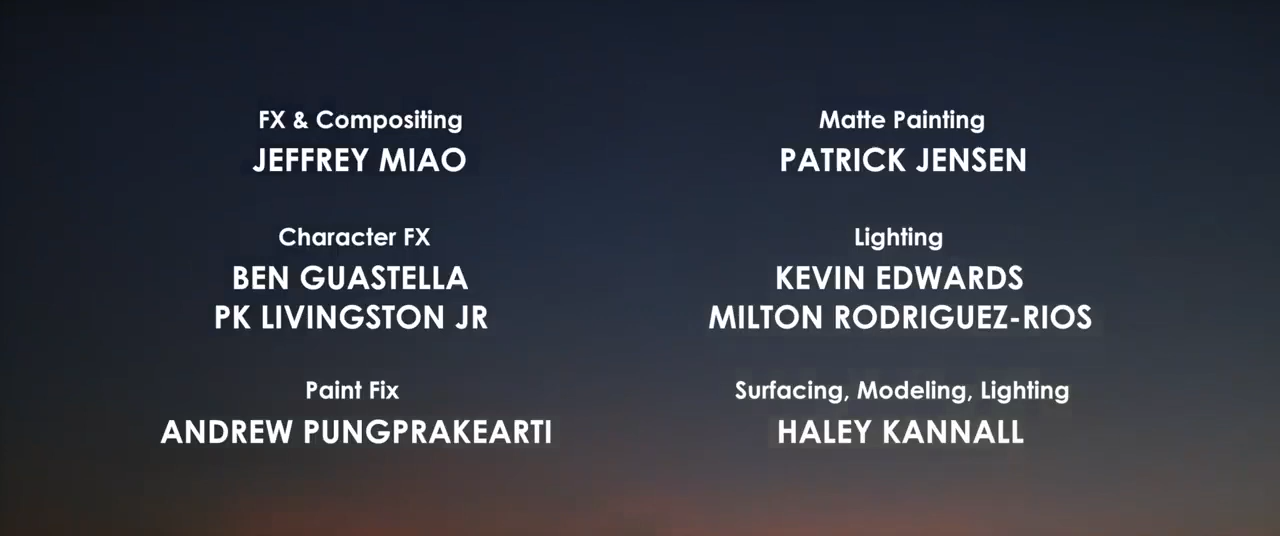 FX & Compositing
JEFFREY MIAO
Character FX
BEN GUASTELLA
PK LIVINGSTON JR
Paint Fix
ANDREW PUNGPRAKEARTI
Matte Painting
PATRICK JENSEN
Lighting
KEVIN EDWARDS
MILTON RODRIGUEZ-RIOS
Surfacing, Modeling, Lighting
HALEY KANNALL